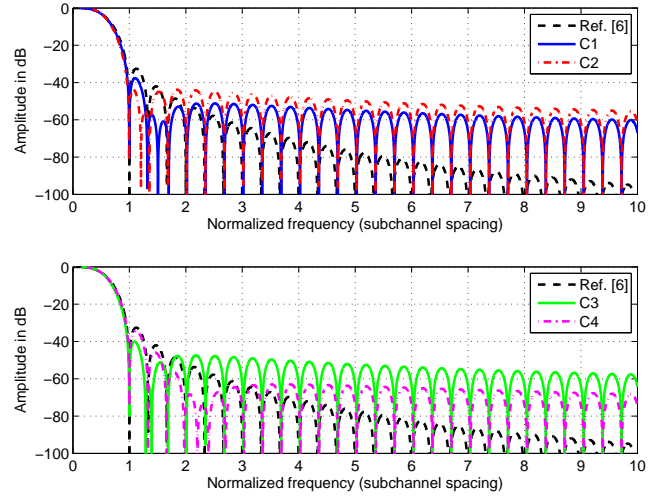 0
−20
−40
−60
−80
−100
Amplitude in dB
Ref. [6]
C1
C2
0 1 2 3 4 5 6 7 8 9 10
Normalized frequency (subchannel spacing)
0
−20
−40
−60
−80
−100
Amplitude in dB
Ref. [6]
C3
C4
0 1 2 3 4 5 6 7 8 9 10
Normalized frequency (subchannel spacing)